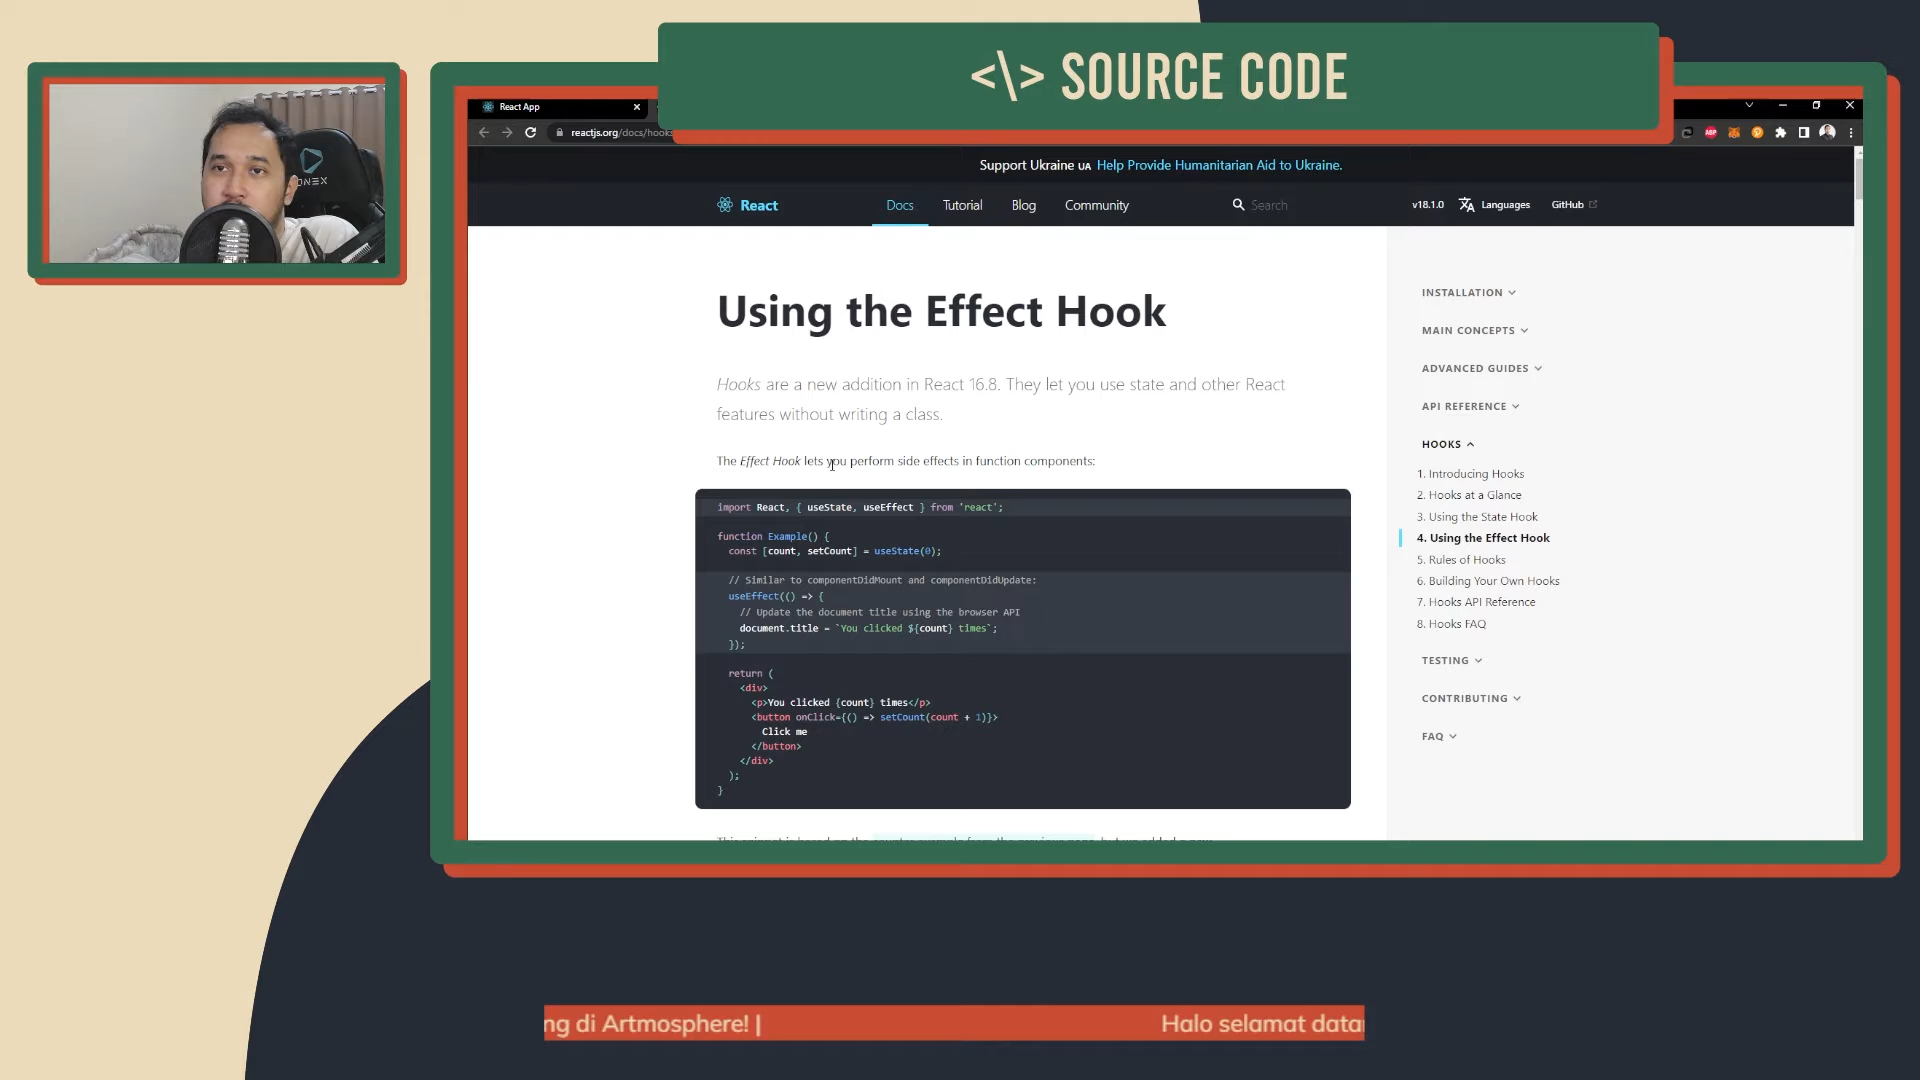 <\> SOURCE CODE
React App
reactjs.org/docs/hooks
Support Ukraine UA Help Provide Humanitarian Aid to Ukraine.
React Docs Tutorial Blog Community Search v18.1.0 Languages GitHub
Using the Effect Hook
Hooks are a new addition in React 16.8. They let you use state and other React
features without writing a class.
The Effect Hook lets you perform side effects in function components:
import React, { useState, useEffect } from 'react';
function Example() {
const [count, setCount] = useState(0);
// Similar to componentDidMount and componentDidUpdate:
useEffect(() => {
// Update the document title using the browser API
document.title = `You clicked ${count} times`;
});
return (
<div>
<p>You clicked {count} times</p>
<button onClick={() => setCount(count + 1)}>
Click me
</button>
</div>
);
}
INSTALLATION
MAIN CONCEPTS
ADVANCED GUIDES
API REFERENCE
HOOKS
1. Introducing Hooks
2. Hooks at a Glance
3. Using the State Hook
4. Using the Effect Hook
5. Rules of Hooks
6. Building Your Own Hooks
7. Hooks API Reference
8. Hooks FAQ
TESTING
CONTRIBUTING
FAQ
ABP
ng di Artmosphere! | Halo selamat data